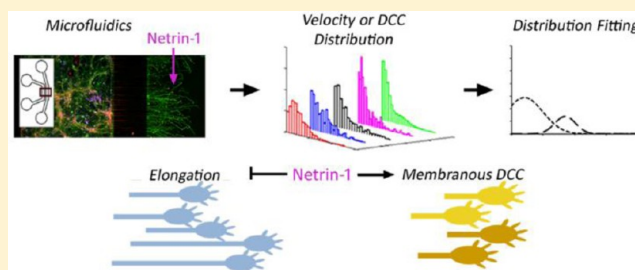 Microfluidics
Netrin-1
Velocity or DCC
Distribution
Distribution Fitting
Elongation
Netrin-1
Membranous DCC